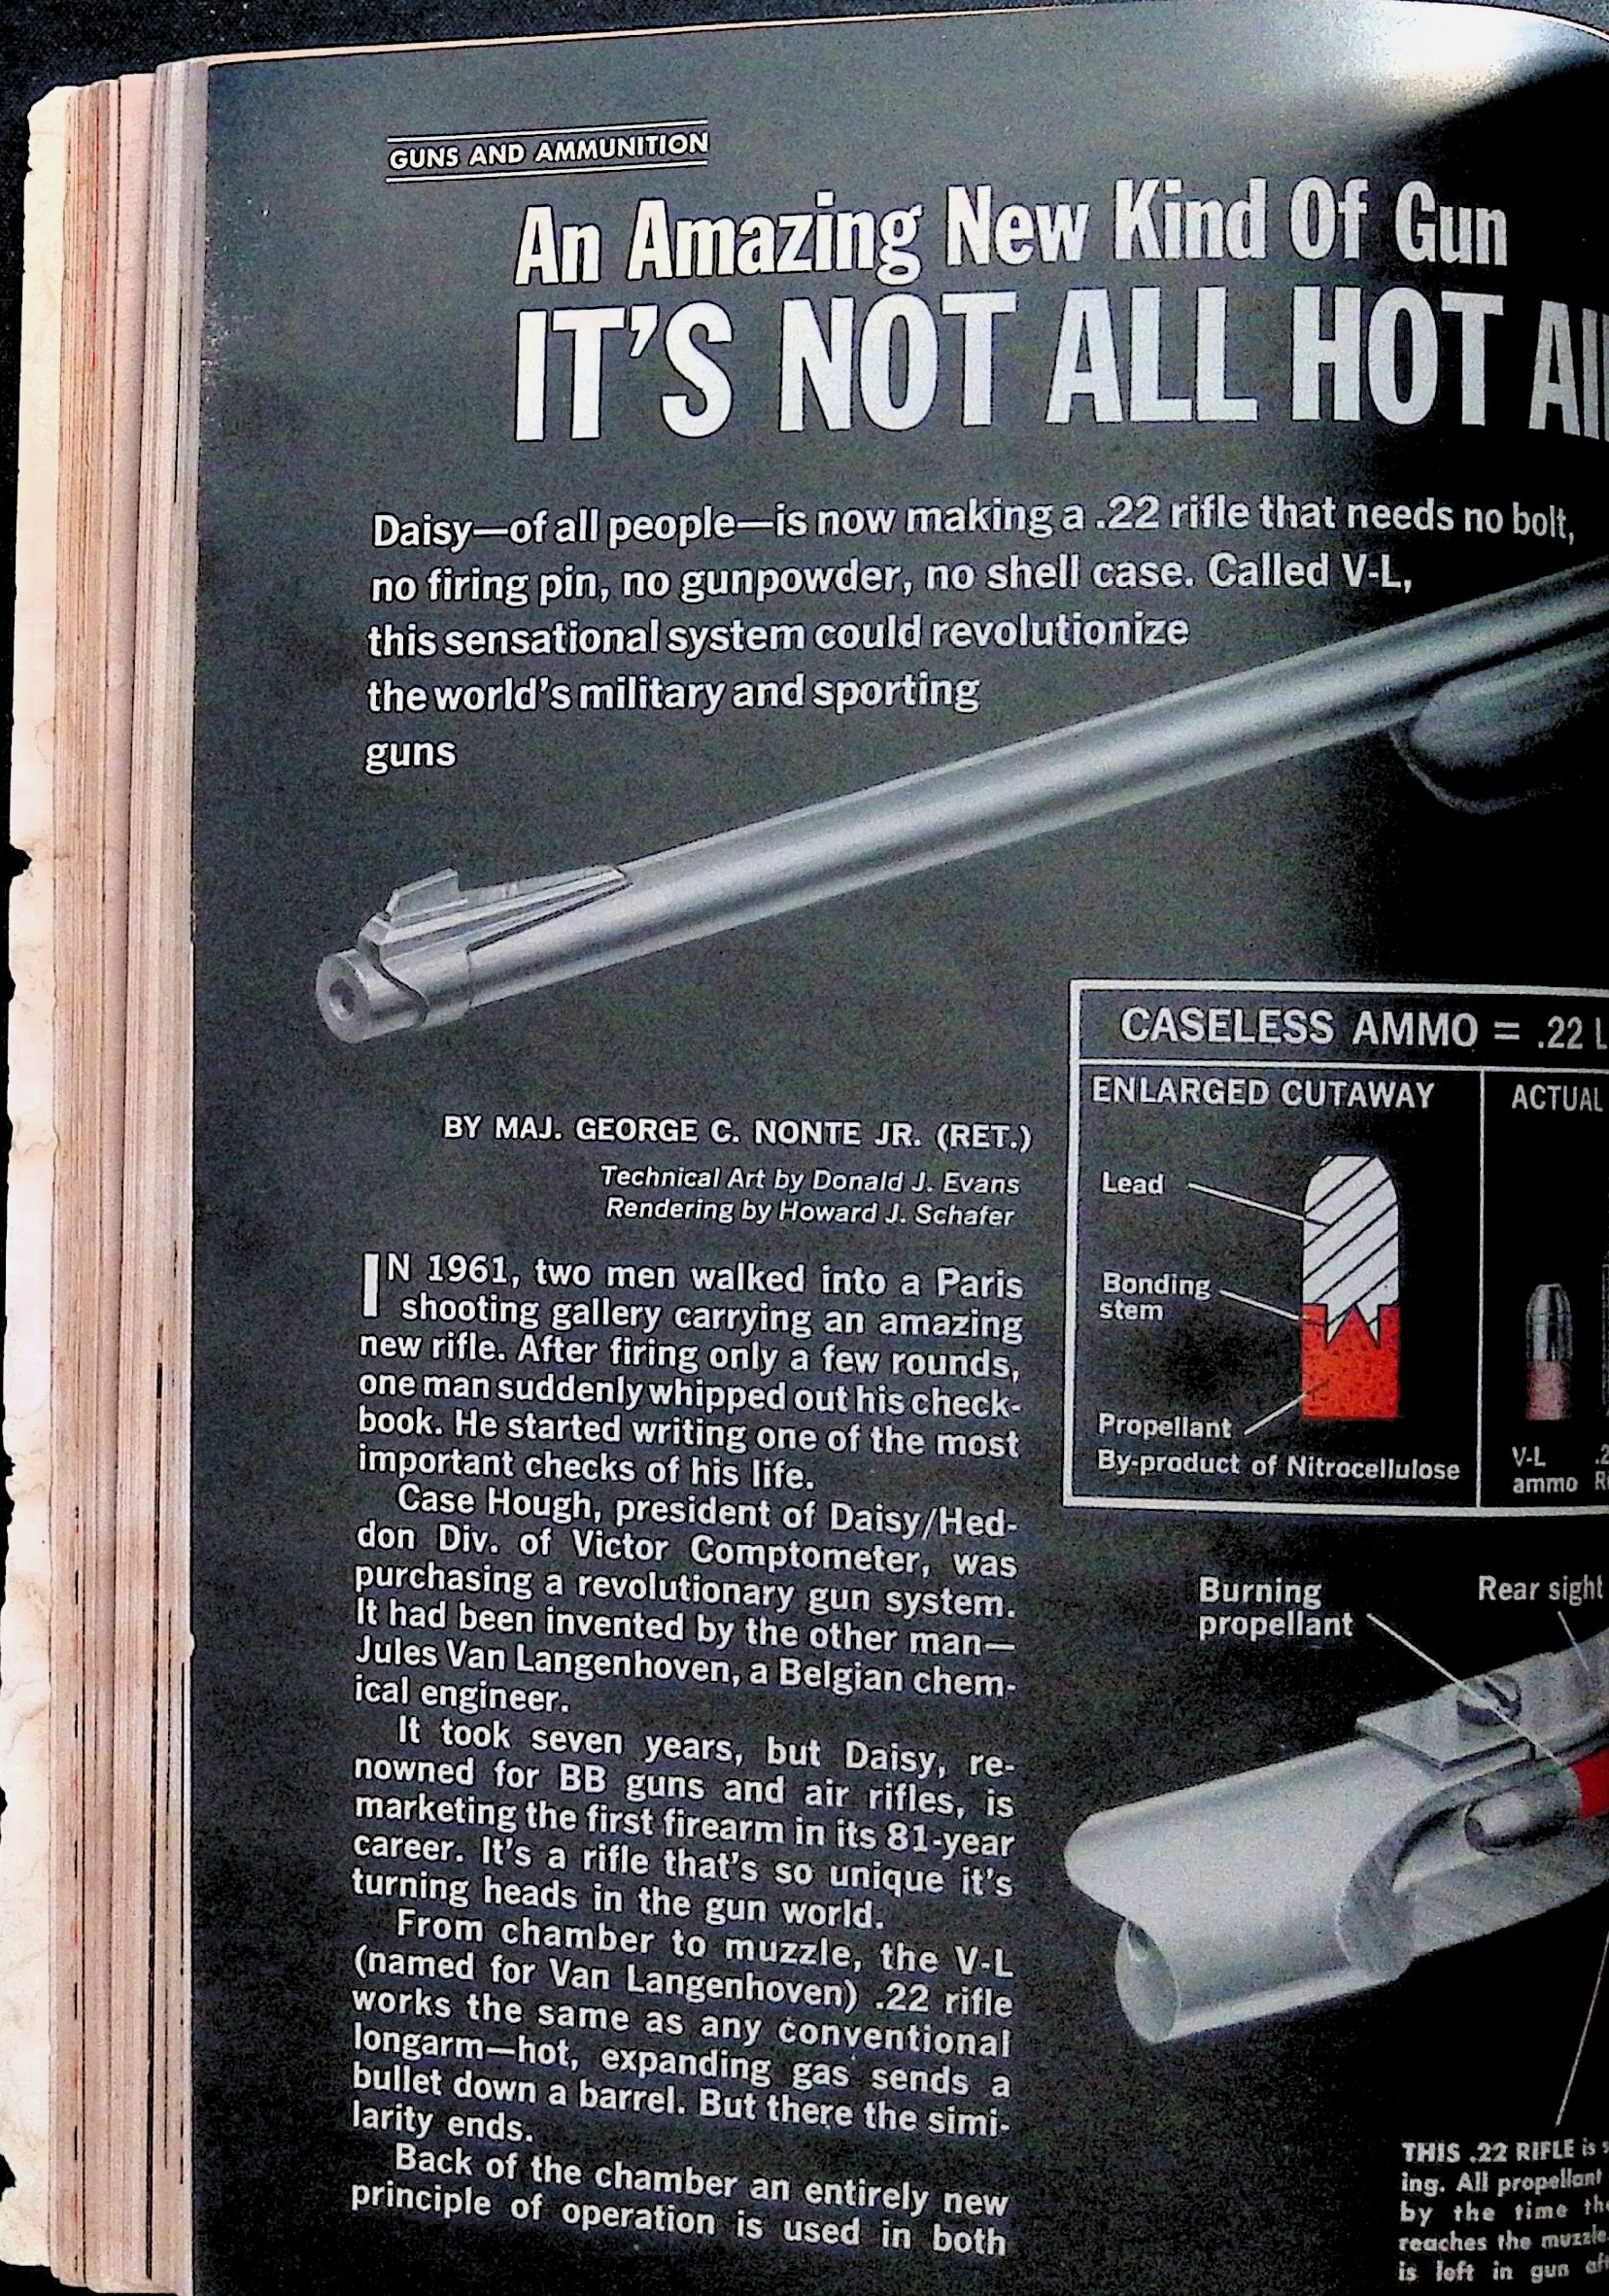 GUNS AND AMMUNITION
An Amazing New Kind Of Gun
IT'S NOT ALL HOT
Daisy—of all people—is now making a .22 rifle that needs no bolt,
no firing pin, no gunpowder, no shell case. Called V-L,
this sensational system could revolutionize
the world's military and sporting
guns
BY MAJ. GEORGE C. NONTE JR. (RET.)
Technical Art by Donald J. Evans
Rendering by Howard J. Schafer
IN 1961, two men walked into a Paris
shooting gallery carrying an amazing
new rifle. After firing only a few rounds,
one man suddenly whipped out his check-
book. He started writing one of the most
important checks of his life.
Case Hough, president of Daisy/Hed-
don Div. of Victor Comptometer, was
purchasing a revolutionary gun system.
It had been invented by the other man—
Jules Van Langenhoven, a Belgian chem-
ical engineer.
It took seven years, but Daisy, re-
nowned for BB guns and air rifles, is
marketing the first firearm in its 81-year
career. It's a rifle that's so unique it's
turning heads in the gun world.
From chamber to muzzle, the V-L
(named for Van Langenhoven) .22 rifle
works the same as any conventional
longarm—hot, expanding gas sends a
bullet down a barrel. But there the simi-
larity ends.
Back of the chamber an entirely new
principle of operation is used in both
CASELESS AMMO = .22
ENLARGED CUTAWAY
ACTUAL
Lead
Bonding
stem
Propellant
By-product of Nitrocellulose
V-L
ammo
Burning
propellant
Rear sight
THIS .22 RIFLE is
ing. All propellant
by the time
reaches the muzzle
is left in gun